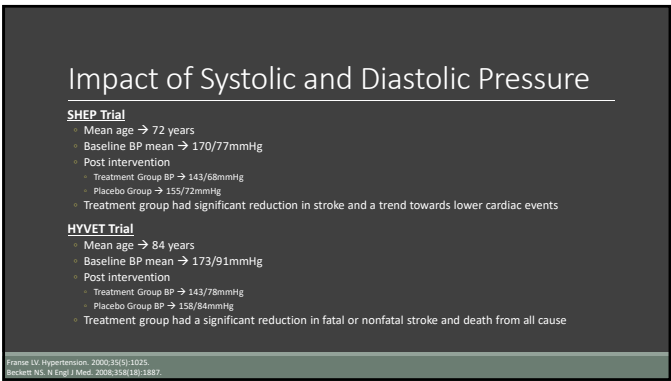 Impact of Systolic and Diastolic Pressure
SHEP Trial
◦ Mean age → 72 years
◦ Baseline BP mean → 170/77mmHg
◦ Post intervention
◦ Treatment Group BP → 143/68mmHg
◦ Placebo Group → 155/72mmHg
◦ Treatment group had significant reduction in stroke and a trend towards lower cardiac events
HYVET Trial
◦ Mean age → 84 years
◦ Baseline BP mean → 173/91mmHg
◦ Post intervention
◦ Treatment Group BP → 143/78mmHg
◦ Placebo Group BP → 158/84mmHg
◦ Treatment group had a significant reduction in fatal or nonfatal stroke and death from all cause
Franse LV. Hypertension. 2000;35(5):1025.
Beckett NS. N Engl J Med. 2008;358(18):1887.